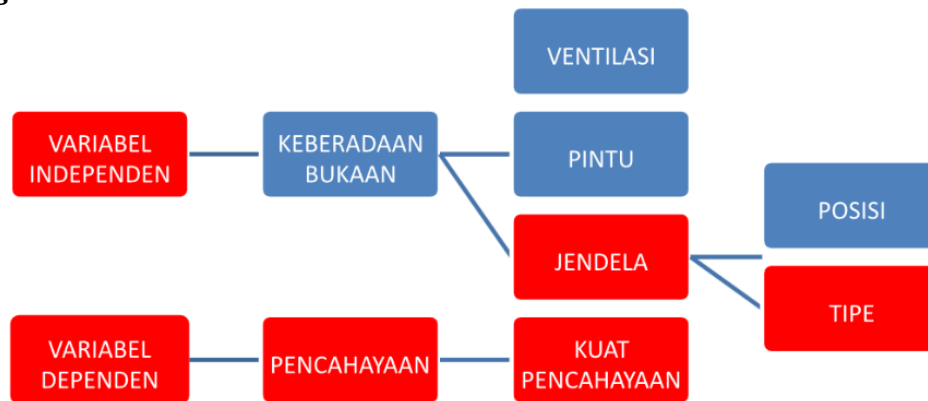 VENTILASI
VARIABEL
INDEPENDEN
KEBERADAAN
BUKAAN
PINTU
POSISI
JENDELA
TIPE
VARIABEL
DEPENDEN
PENCAHAYAAN
KUAT
PENCAHAYAAN